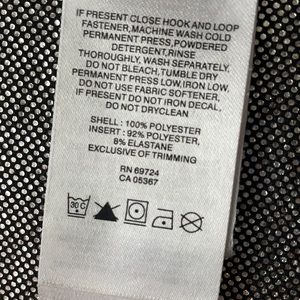 IF PRESENT, CLOSE HOOK AND LOOP
FASTENER, MACHINE WASH COLD
PERMANENT PRESS, POWDERED
DETERGENT, RINSE
THOROUGHLY, WASH SEPARATELY,
DO NOT BLEACH, TUMBLE DRY
PERMANENT PRESS LOW, IRON LOW,
DO NOT USE FABRIC SOFTENER,
IF PRESENT DO NOT IRON DECAL,
DO NOT DRYCLEAN
SHELL : 100% POLYESTER
INSERT : 92% POLYESTER,
8% ELASTANE
EXCLUSIVE OF TRIMMING
RN 69724
CA 05367
30 C